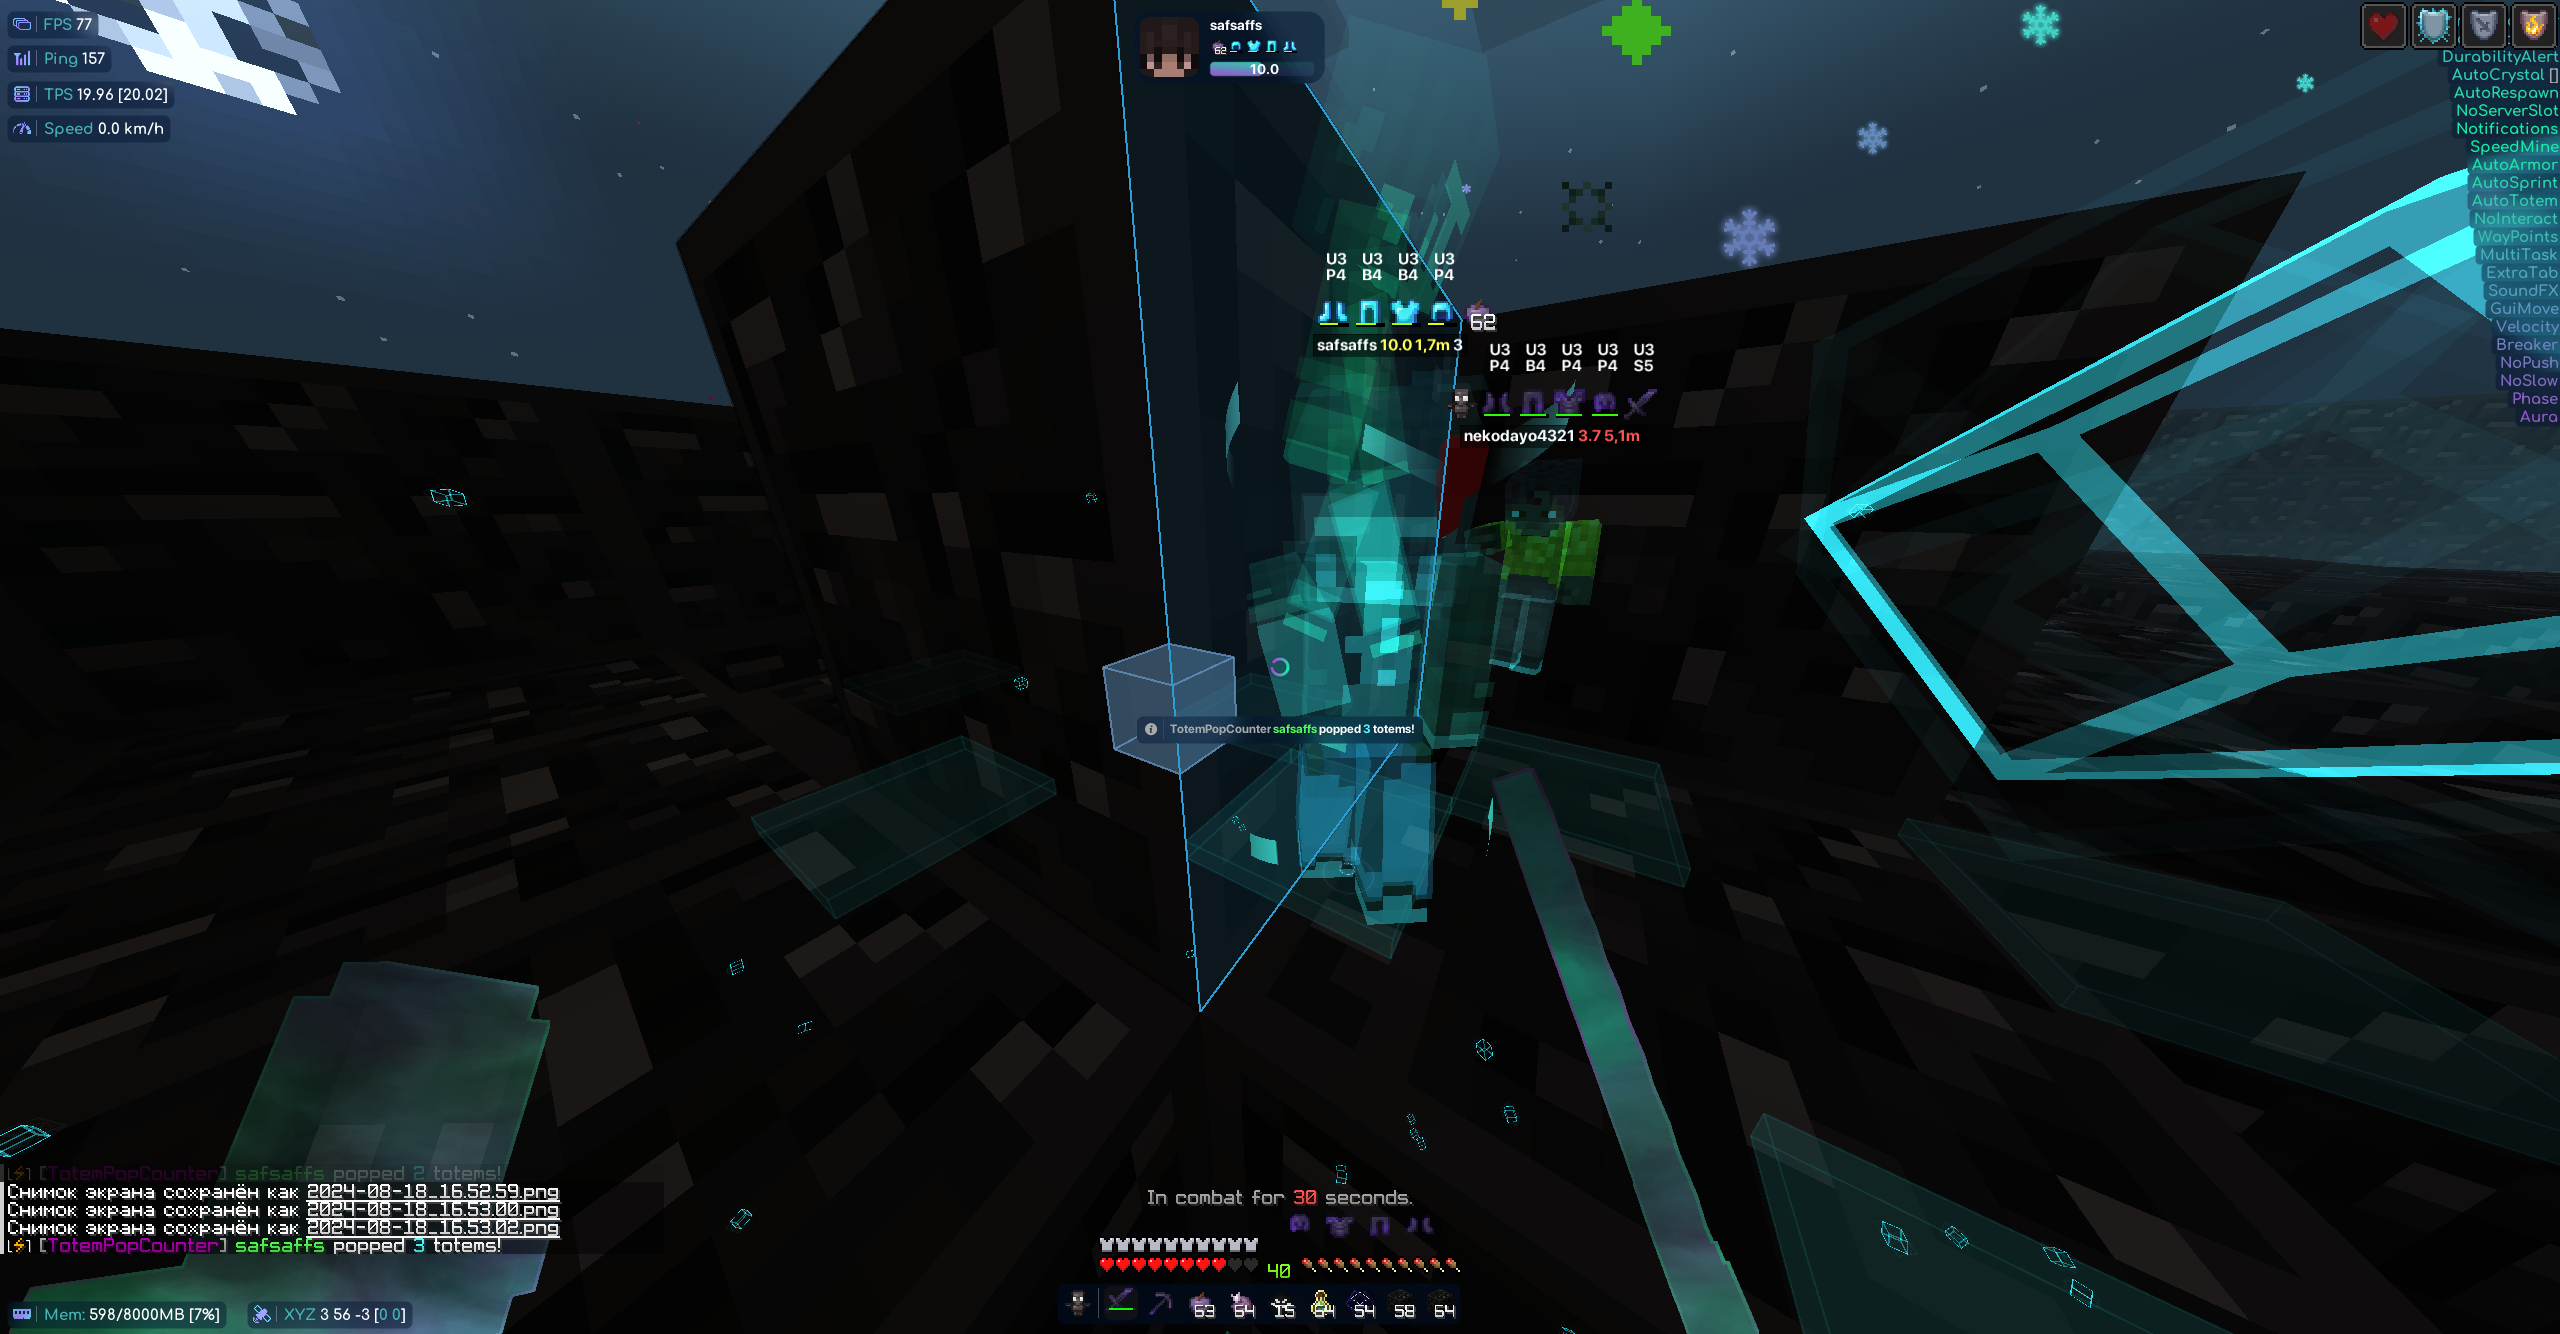 FPS 77
Ping 157
TPS 19.96 [20.02]
Speed 0.0 km/h
safsaffs
62
10.0
DurabilityAlert
AutoCrystal []
AutoRespawn
NoServerSlot
Notifications
SpeedMine
AutoArmor
AutoSprint
AutoTotem
NoInteract
WayPoints
MultiTask
ExtraTab
SoundFX
GuiMove
Velocity
Breaker
NoPush
NoSlow
Phase
Aura
U3 U3 U3 U3
P4 B4 B4 P4
62
safsaffs 10.0 1,7m 3
U3 U3 U3 U3 U3
P4 B4 P4 P4 S5
nekodayo4321 3.7 5,1m
TotemPopCounter safsaffs popped 3 totems!
[TotemPopCounter] safsaffs popped 2 totems!
Снимок экрана сохранён как 2024-08-18_16.52.59.png
Снимок экрана сохранён как 2024-08-18_16.53.00.png
Снимок экрана сохранён как 2024-08-18_16.53.02.png
[TotemPopCounter] safsaffs popped 3 totems!
In combat for 30 seconds.
40
63 64 15 64 54 58 64
Mem: 598/8000MB [7%]
XYZ 3 56 -3 [0 0]